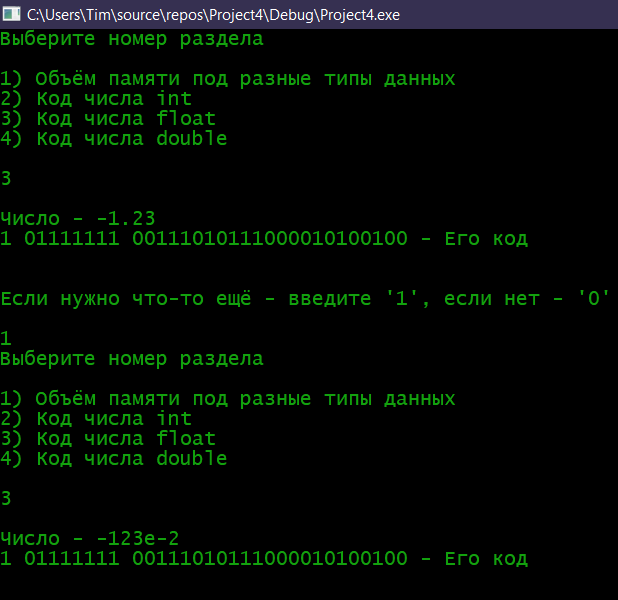 C:\Users\Tim\source\repos\Project4\Debug\Project4.exe
Выберите номер раздела
1) Объём памяти под разные типы данных
2) Код числа int
3) Код числа float
4) Код числа double
3
Число - -1.23
1 01111111 00111010111000010100100 - Его код
Если нужно что-то ещё - введите '1', если нет - '0'
1
Выберите номер раздела
1) Объём памяти под разные типы данных
2) Код числа int
3) Код числа float
4) Код числа double
3
Число - -123e-2
1 01111111 00111010111000010100100 - Его код